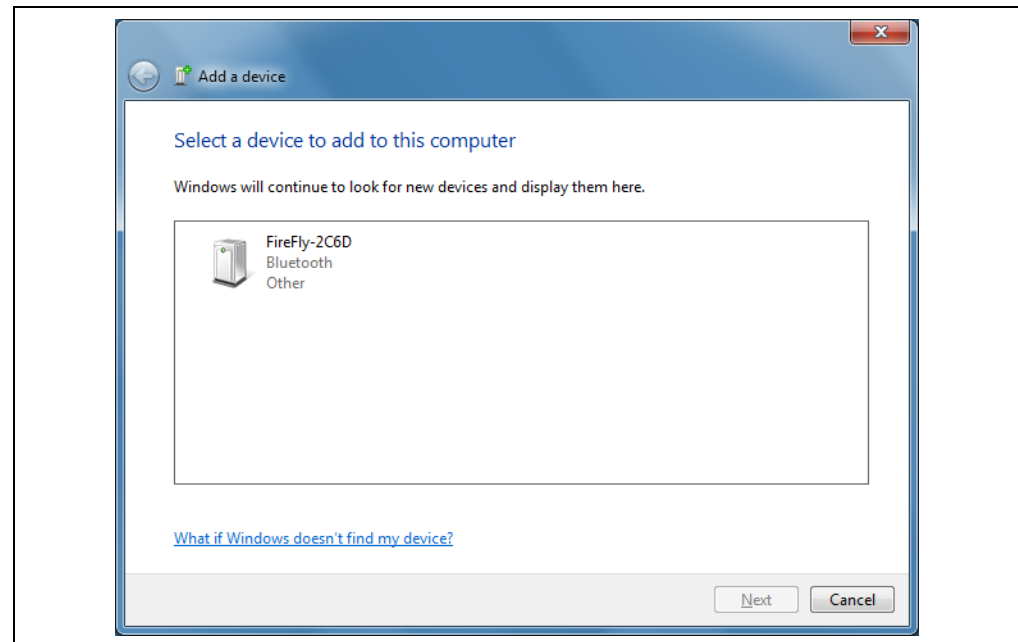 Add a device
Select a device to add to this computer
Windows will continue to look for new devices and display them here.
FireFly-2C6D
Bluetooth
Other
What if Windows doesn't find my device?
Next
Cancel